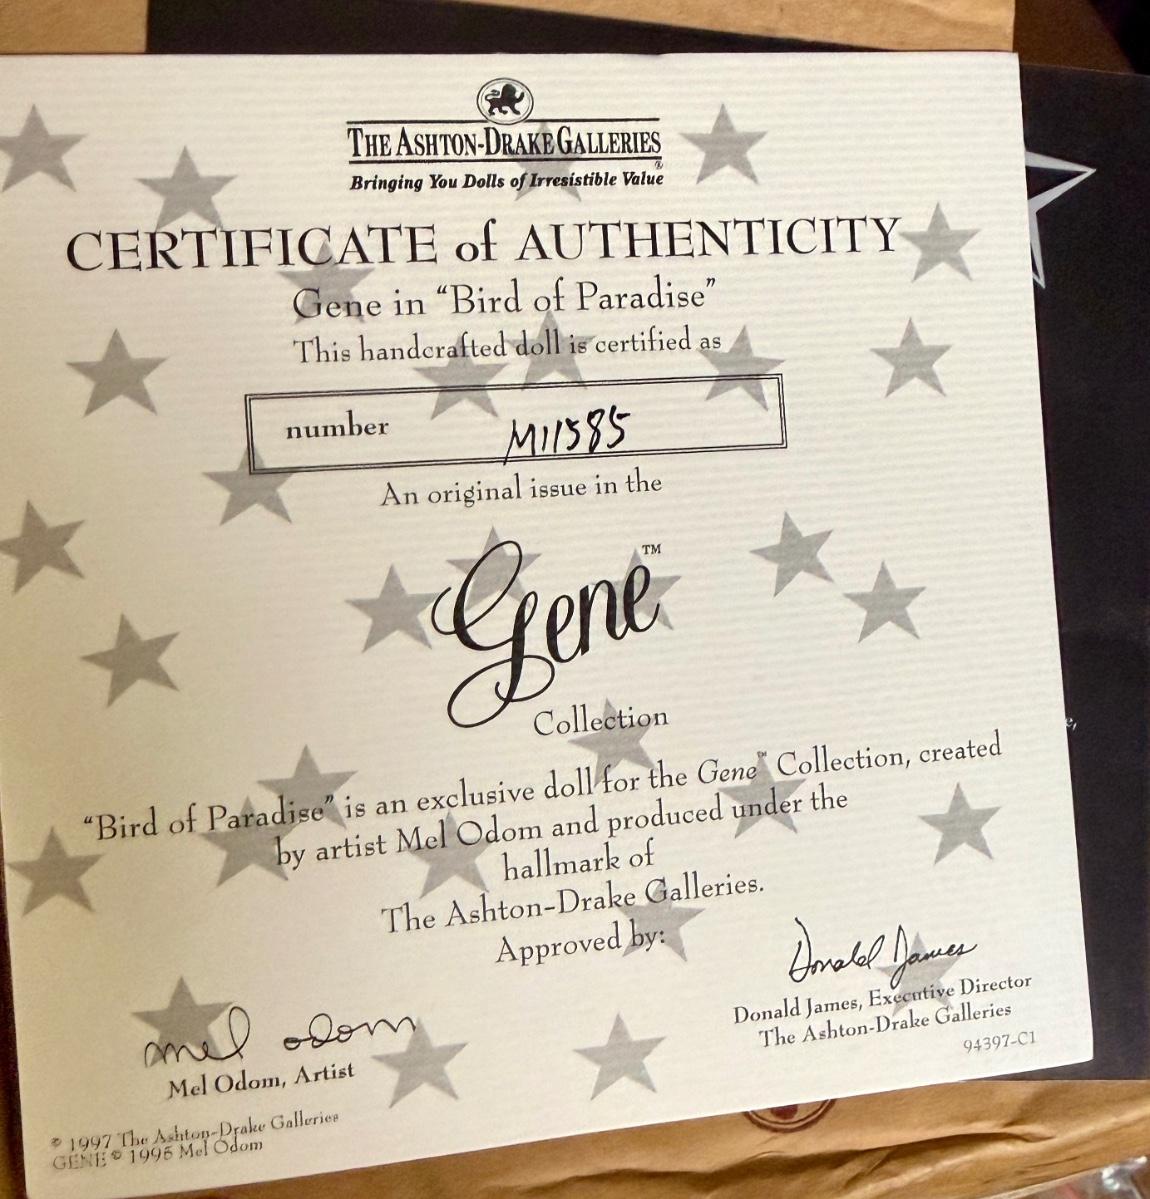 THE ASHTON-DRAKE GALLERIES
®
Bringing You Dolls of Irresistible Value
CERTIFICATE of AUTHENTICITY
Gene in “Bird of Paradise”
This handcrafted doll is certified as
number M11585
An original issue in the
Gene™
Collection
“Bird of Paradise” is an exclusive doll for the Gene™ Collection, created
by artist Mel Odom and produced under the
hallmark of
The Ashton-Drake Galleries.
Approved by:
Donald James
Donald James, Executive Director
The Ashton-Drake Galleries
94397-C1
mel odom
Mel Odom, Artist
© 1997 The Ashton-Drake Galleries
GENE © 1995 Mel Odom